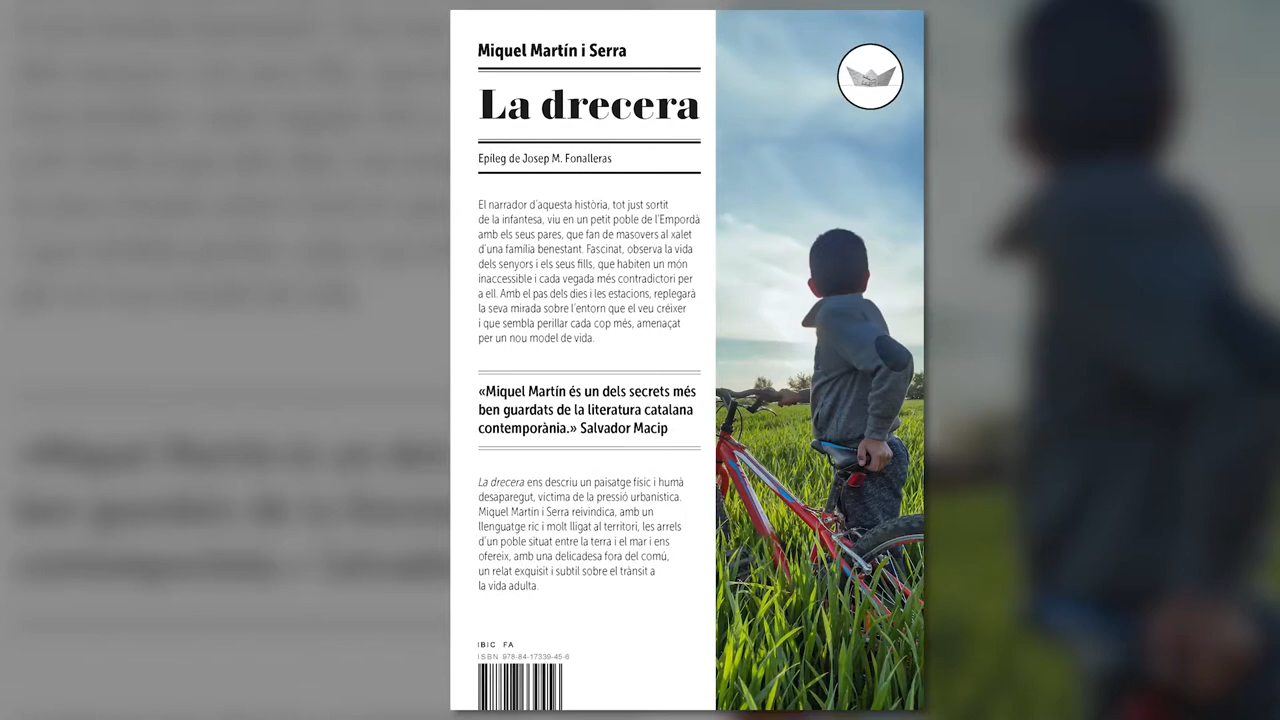 Miquel Martín i Serra
La drecera
Epíleg de Josep M. Fonalleras
El narrador d'aquesta història, tot just sortit
de la infantesa, viu en un petit poble de l'Empordà
amb els seus pares, que fan de masovers al xalet
d'una família benestant. Fascinat, observa la vida
dels senyors i els seus fills, que habiten un món
inaccessible i cada vegada més contradictori per
a ell. Amb el pas dels dies i les estacions, replegarà
la seva mirada sobre l'entorn que el veu créixer
i que sembla perillar cada cop més, amenaçat
per un nou model de vida.
«Miquel Martín és un dels secrets més
ben guardats de la literatura catalana
contemporània.» Salvador Macip
La drecera ens descriu un paisatge físic i humà
desaparegut, víctima de la pressió urbanística.
Miquel Martín i Serra reivindica, amb un
llenguatge ric i molt lligat al territori, les arrels
d'un poble situat entre la terra i el mar i ens
ofereix, amb una delicadesa fora del comú,
un relat exquisit i subtil sobre el trànsit a
la vida adulta.
IBIC FA
ISBN 978-84-17339-45-6